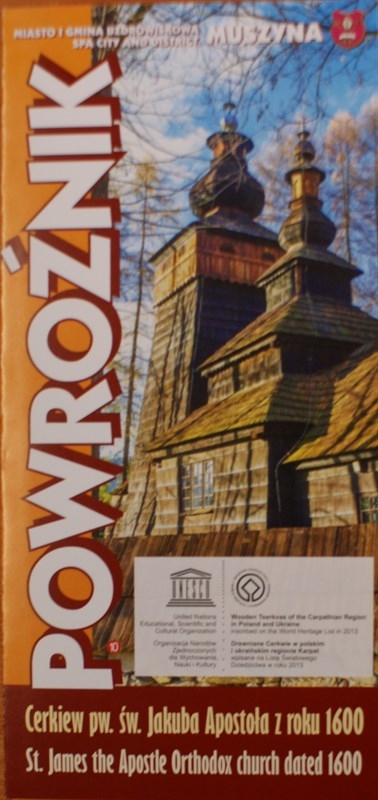 MIASTO I GMINA UZDROWISKOWA
SPA CITY AND DISTRICT
MUSZYNA
POWROŹNIK
10
United Nations
Educational, Scientific and
Cultural Organization
Organizacja Narodów
Zjednoczonych
dla Wychowania,
Nauki i Kultury
Wooden Tserkvas of the Carpathian Region
in Poland and Ukraine
inscribed on the World Heritage List in 2013
Drewniane Cerkwie w polskim
i ukraińskim regionie Karpat
wpisane na Listę Światowego
Dziedzictwa w roku 2013
Cerkiew pw. św. Jakuba Apostoła z roku 1600
St. James the Apostle Orthodox church dated 1600